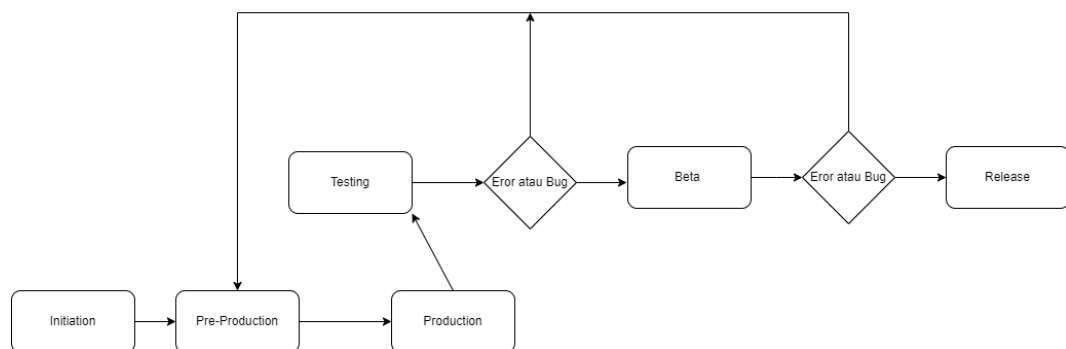 Initiation
Pre-Production
Production
Testing
Eror atau Bug
Beta
Eror atau Bug
Release